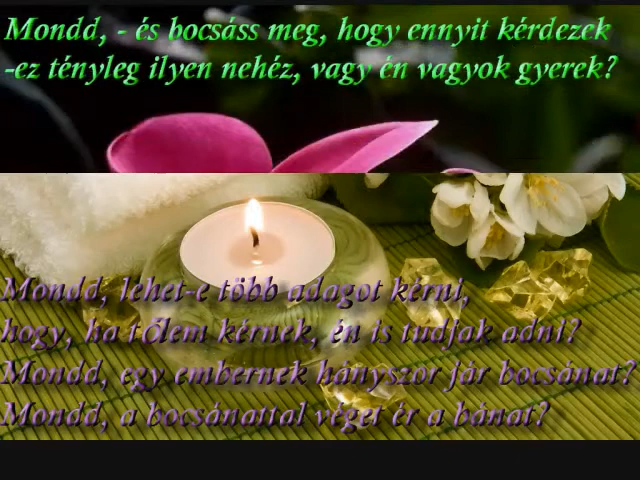 Mondd, - és bocsáss meg, hogy ennyit kérdezek
-ez tényleg ilyen nehéz, vagy én vagyok gyerek?
Mondd, lehet-e több adagot kérni,
hogy, ha tőlem kérnek, én is tudjak adni?
Mondd, egy embernek hányszor jár bocsánat?
Mondd, a bocsánattal véget ér a bánat?